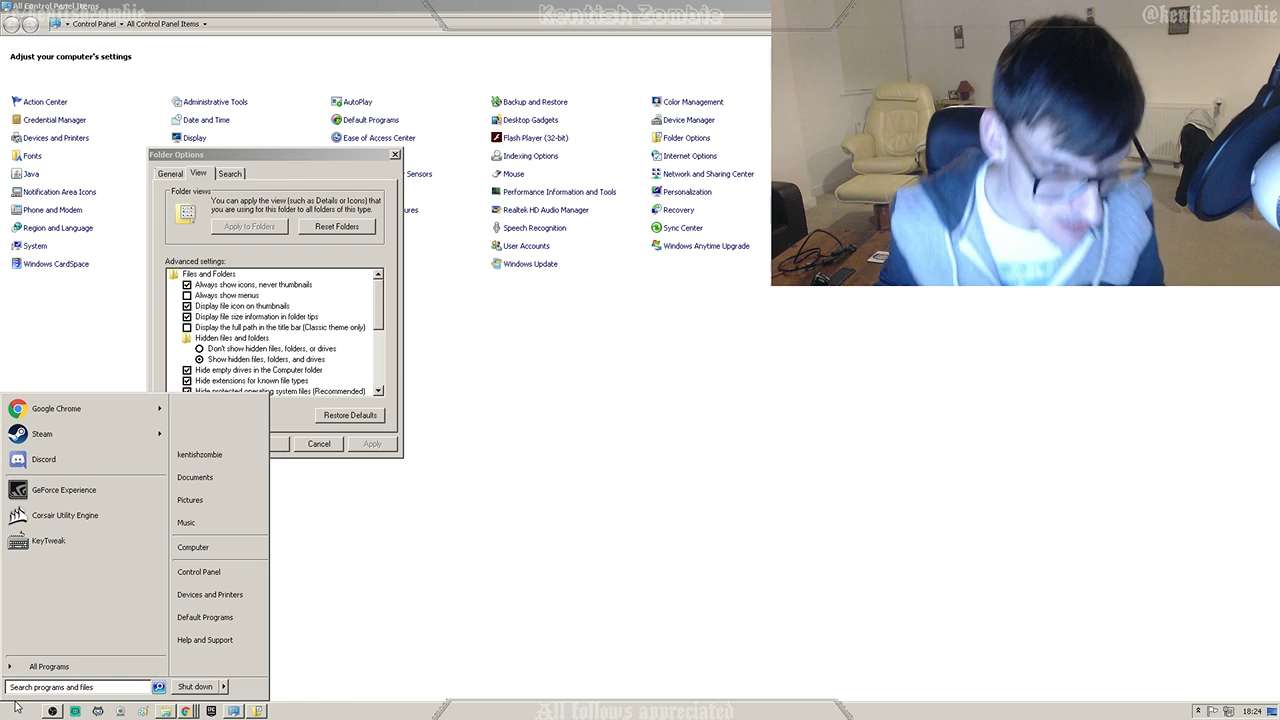 All Control Panel Items
Kentish Zombie
@kentishzombie
Control Panel All Control Panel Items
Adjust your computer's settings
Action Center
Administrative Tools
AutoPlay
Backup and Restore
Color Management
Credential Manager
Date and Time
Default Programs
Desktop Gadgets
Device Manager
Devices and Printers
Display
Ease of Access Center
Flash Player (32-bit)
Folder Options
Fonts
Indexing Options
Internet Options
Java
Sensors
Mouse
Network and Sharing Center
Notification Area Icons
Performance Information and Tools
Personalization
Phone and Modem
Realtek HD Audio Manager
Recovery
Region and Language
Speech Recognition
Sync Center
System
User Accounts
Windows Anytime Upgrade
Windows CardSpace
Windows Update
Folder Options
General View Search
Folder views
You can apply the view (such as Details or Icons) that
you are using for this folder to all folders of this type.
Apply to Folders Reset Folders
Advanced settings:
Files and Folders
Always show icons, never thumbnails
Always show menus
Display file icon on thumbnails
Display file size information in folder tips
Display the full path in the title bar (Classic theme only)
Hidden files and folders
Don't show hidden files, folders, or drives
Show hidden files, folders, and drives
Hide empty drives in the Computer folder
Hide extensions for known file types
Hide protected operating system files (Recommended)
Restore Defaults
Cancel Apply
Google Chrome
Steam
Discord
GeForce Experience
Corsair Utility Engine
KeyTweak
All Programs
Search programs and files
kentishzombie
Documents
Pictures
Music
Computer
Control Panel
Devices and Printers
Default Programs
Help and Support
Shut down
All follows appreciated
18:24